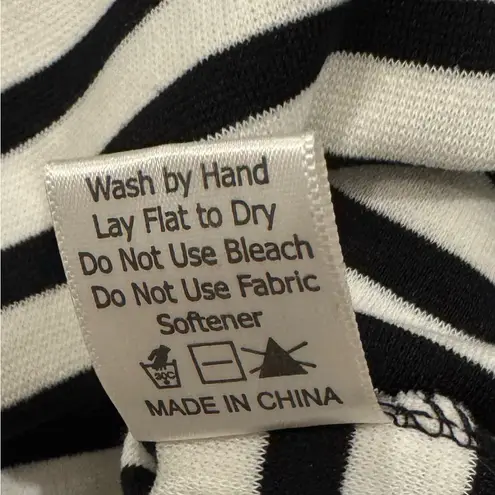 Wash by Hand
Lay Flat to Dry
Do Not Use Bleach
Do Not Use Fabric
Softener
30C
MADE IN CHINA